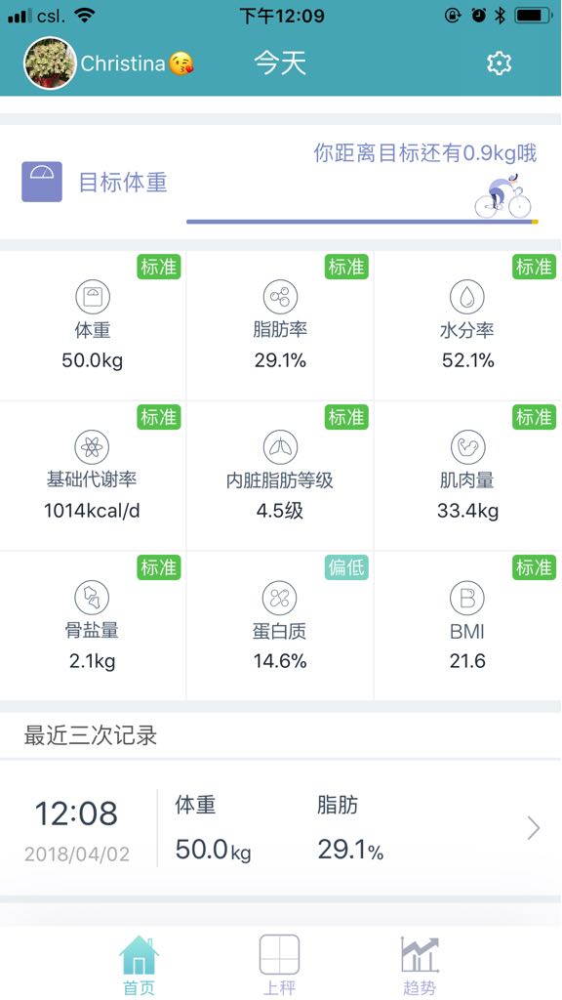 csl. 下午12:09
Christina😘 今天
你距离目标还有0.9kg哦
目标体重
标准 标准 标准
体重 脂肪率 水分率
50.0kg 29.1% 52.1%
标准 标准 标准
基础代谢率 内脏脂肪等级 肌肉量
1014kcal/d 4.5级 33.4kg
标准 偏低 标准
骨盐量 蛋白质 BMI
2.1kg 14.6% 21.6
最近三次记录
12:08 体重 脂肪
2018/04/02 50.0kg 29.1%
首页 上秤 趋势